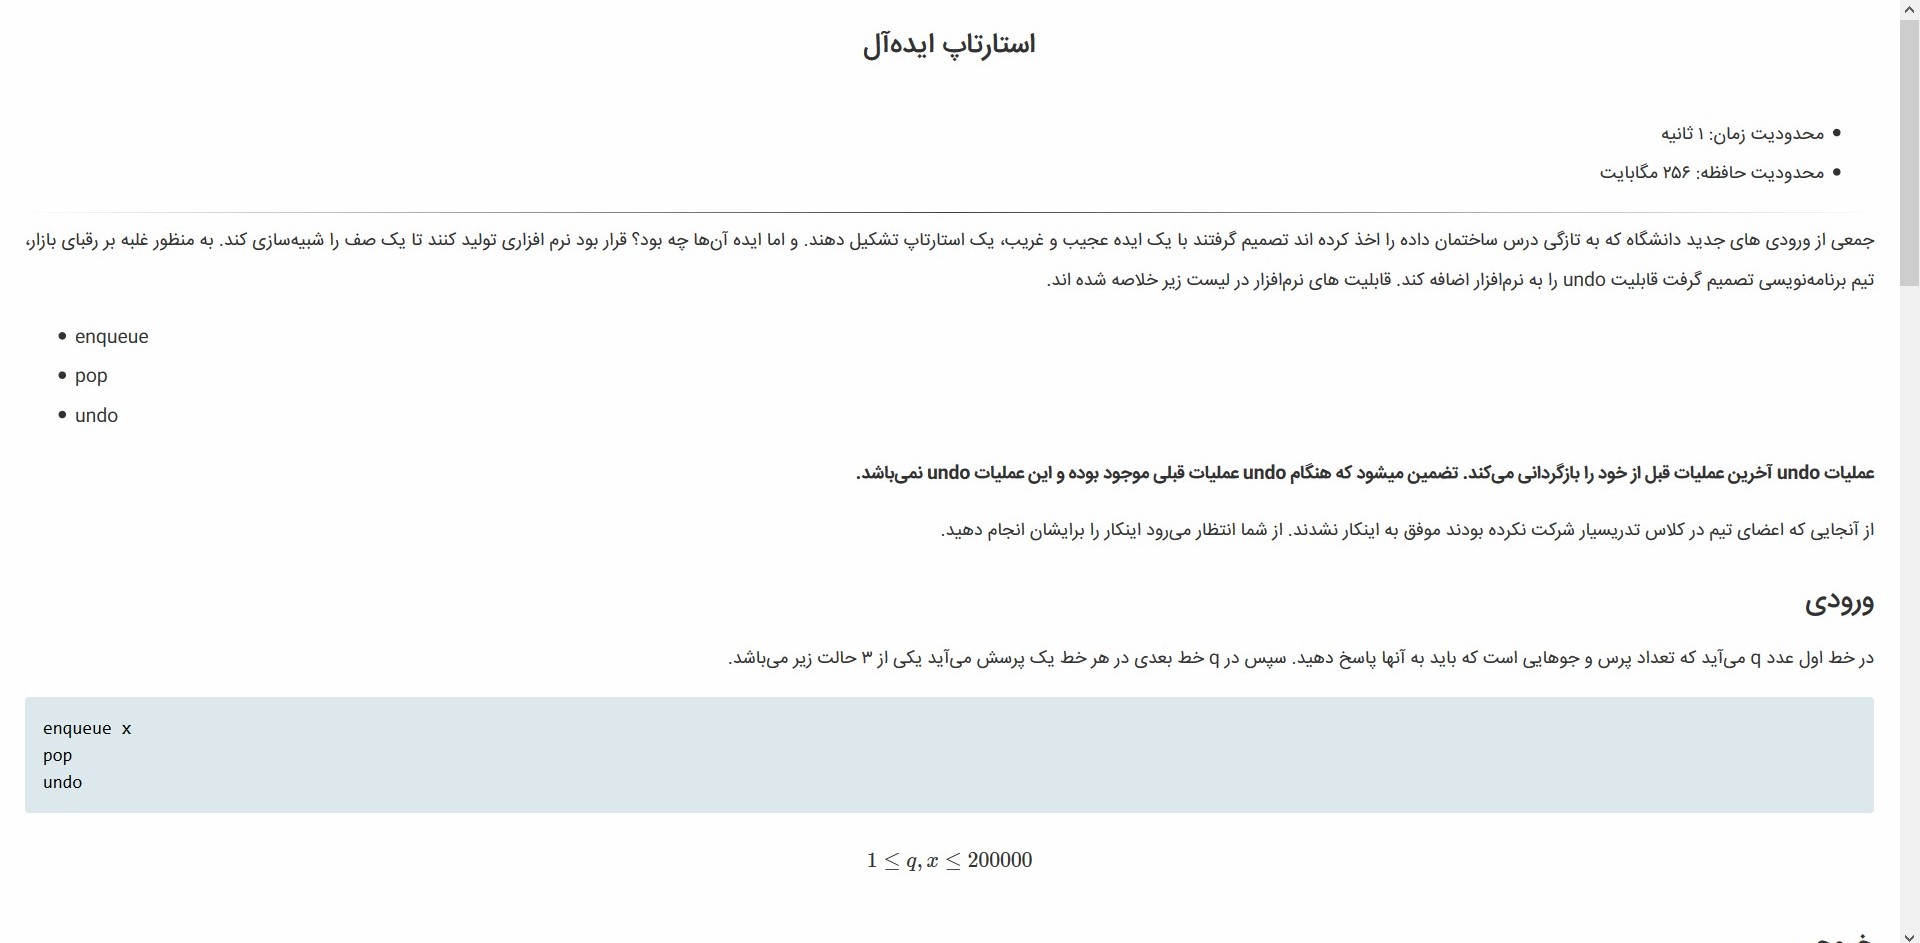 استارتاپ ایده‌آل
محدودیت زمان: ۱ ثانیه
محدودیت حافظه: ۲۵۶ مگابایت
جمعی از ورودی های جدید دانشگاه که به تازگی درس ساختمان داده را اخذ کرده اند تصمیم گرفتند با یک ایده عجیب و غریب، یک استارتاپ تشکیل دهند. و اما ایده آن‌ها چه بود؟ قرار بود نرم افزاری تولید کنند تا یک صف را شبیه‌سازی کند. به منظور غلبه بر رقبای بازار،
تیم برنامه‌نویسی تصمیم گرفت قابلیت undo را به نرم‌افزار اضافه کند. قابلیت های نرم‌افزار در لیست زیر خلاصه شده اند.
enqueue
pop
undo
عملیات undo آخرین عملیات قبل از خود را بازگردانی می‌کند. تضمین میشود که هنگام undo عملیات قبلی موجود بوده و این عملیات undo نمی‌باشد.
از آنجایی که اعضای تیم در کلاس تدریسیار شرکت نکرده بودند موفق به اینکار نشدند. از شما انتظار می‌رود اینکار را برایشان انجام دهید.
ورودی
در خط اول عدد q می‌آید که تعداد پرس و جوهایی است که باید به آنها پاسخ دهید. سپس در q خط بعدی در هر خط یک پرسش می‌آید یکی از ۳ حالت زیر می‌باشد.
enqueue x
pop
undo
1 ≤ q, x ≤ 200000